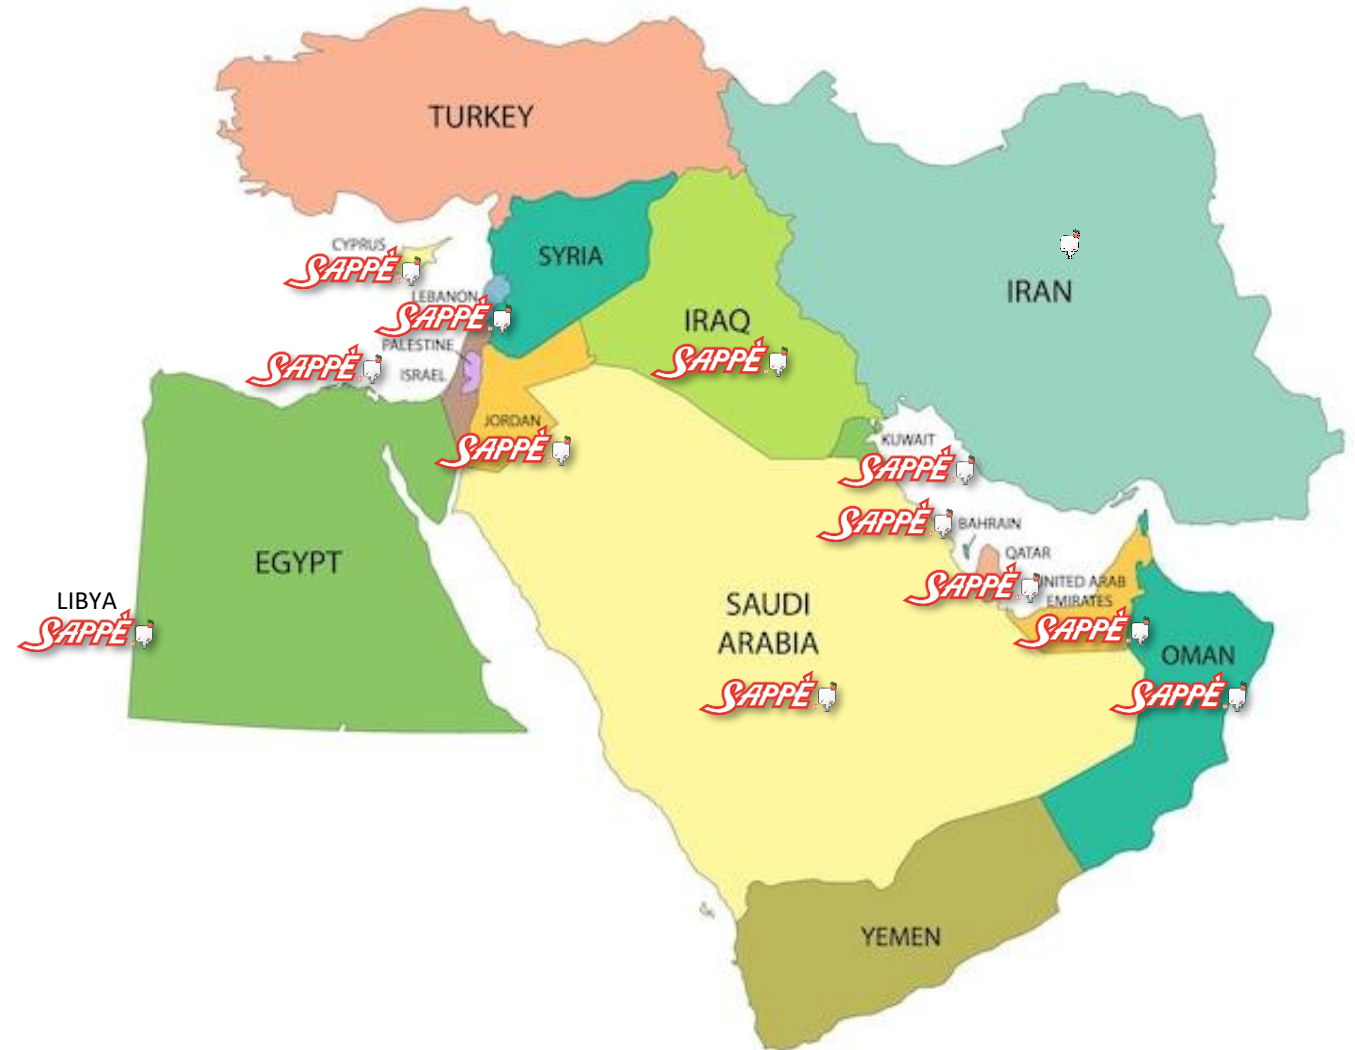 TURKEY
CYPRUS
SAPPÉ
SYRIA
IRAN
LEBANON
SAPPÉ
IRAQ
SAPPÉ
PALESTINE
SAPPÉ
ISRAEL
JORDAN
SAPPÉ
KUWAIT
SAPPÉ
SAPPÉ
BAHRAIN
QATAR
EGYPT
SAPPÉ
UNITED ARAB
EMIRATES
SAPPÉ
LIBYA
SAPPÉ
SAUDI
ARABIA
SAPPÉ
OMAN
SAPPÉ
YEMEN